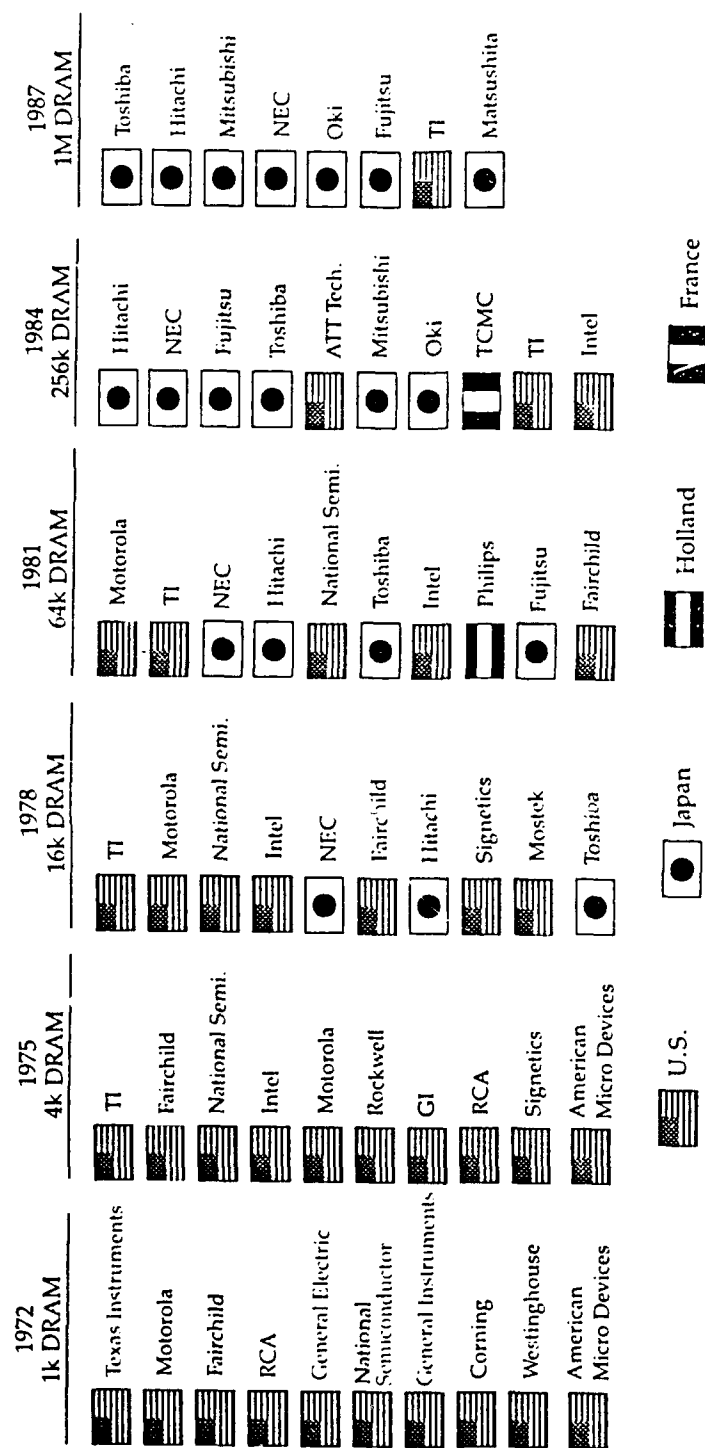 1972
1k DRAM
Texas Instruments
Motorola
Fairchild
RCA
General Electric
National
Semiconductor
General Instruments
Corning
Westinghouse
American
Micro Devices
1975
4k DRAM
TI
Fairchild
National Semi.
Intel
Motorola
Rockwell
GI
RCA
Signetics
American
Micro Devices
1978
16k DRAM
TI
Motorola
National Semi.
Intel
NEC
Fairchild
Hitachi
Signetics
Mostek
Toshiba
1981
64k DRAM
Motorola
TI
NEC
Hitachi
National Semi.
Toshiba
Intel
Philips
Fujitsu
Fairchild
1984
256k DRAM
Hitachi
NEC
Fujitsu
Toshiba
ATT Tech.
Mitsubishi
Oki
TCMC
TI
Intel
1987
1M DRAM
Toshiba
Hitachi
Mitsubishi
NEC
Oki
Fujitsu
TI
Matsushita
U.S.
Japan
Holland
France